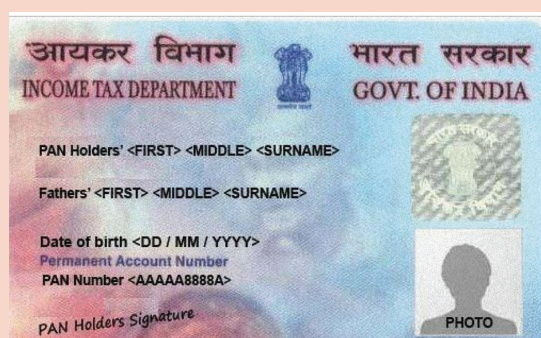 आयकर विभाग
भारत सरकार
INCOME TAX DEPARTMENT
GOVT. OF INDIA
PAN Holders' <FIRST> <MIDDLE> <SURNAME>
Fathers' <FIRST> <MIDDLE> <SURNAME>
Date of birth <DD / MM / YYYY>
Permanent Account Number
PAN Number <AAAAA8888A>
PAN Holders Signature
PHOTO